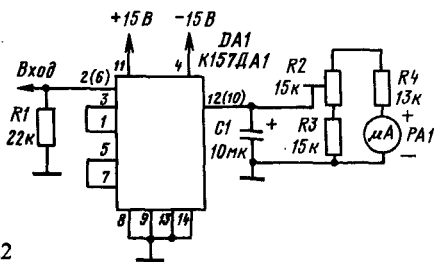 +15В
-15В
DA1
К157ДА1
Вход
2(6)
11
4
R1
22к
3
1
5
7
12(10)
8
9
13
14
C1
+
10мк
R2
15к
R3
15к
R4
13к
+
μA
PA1
−
2